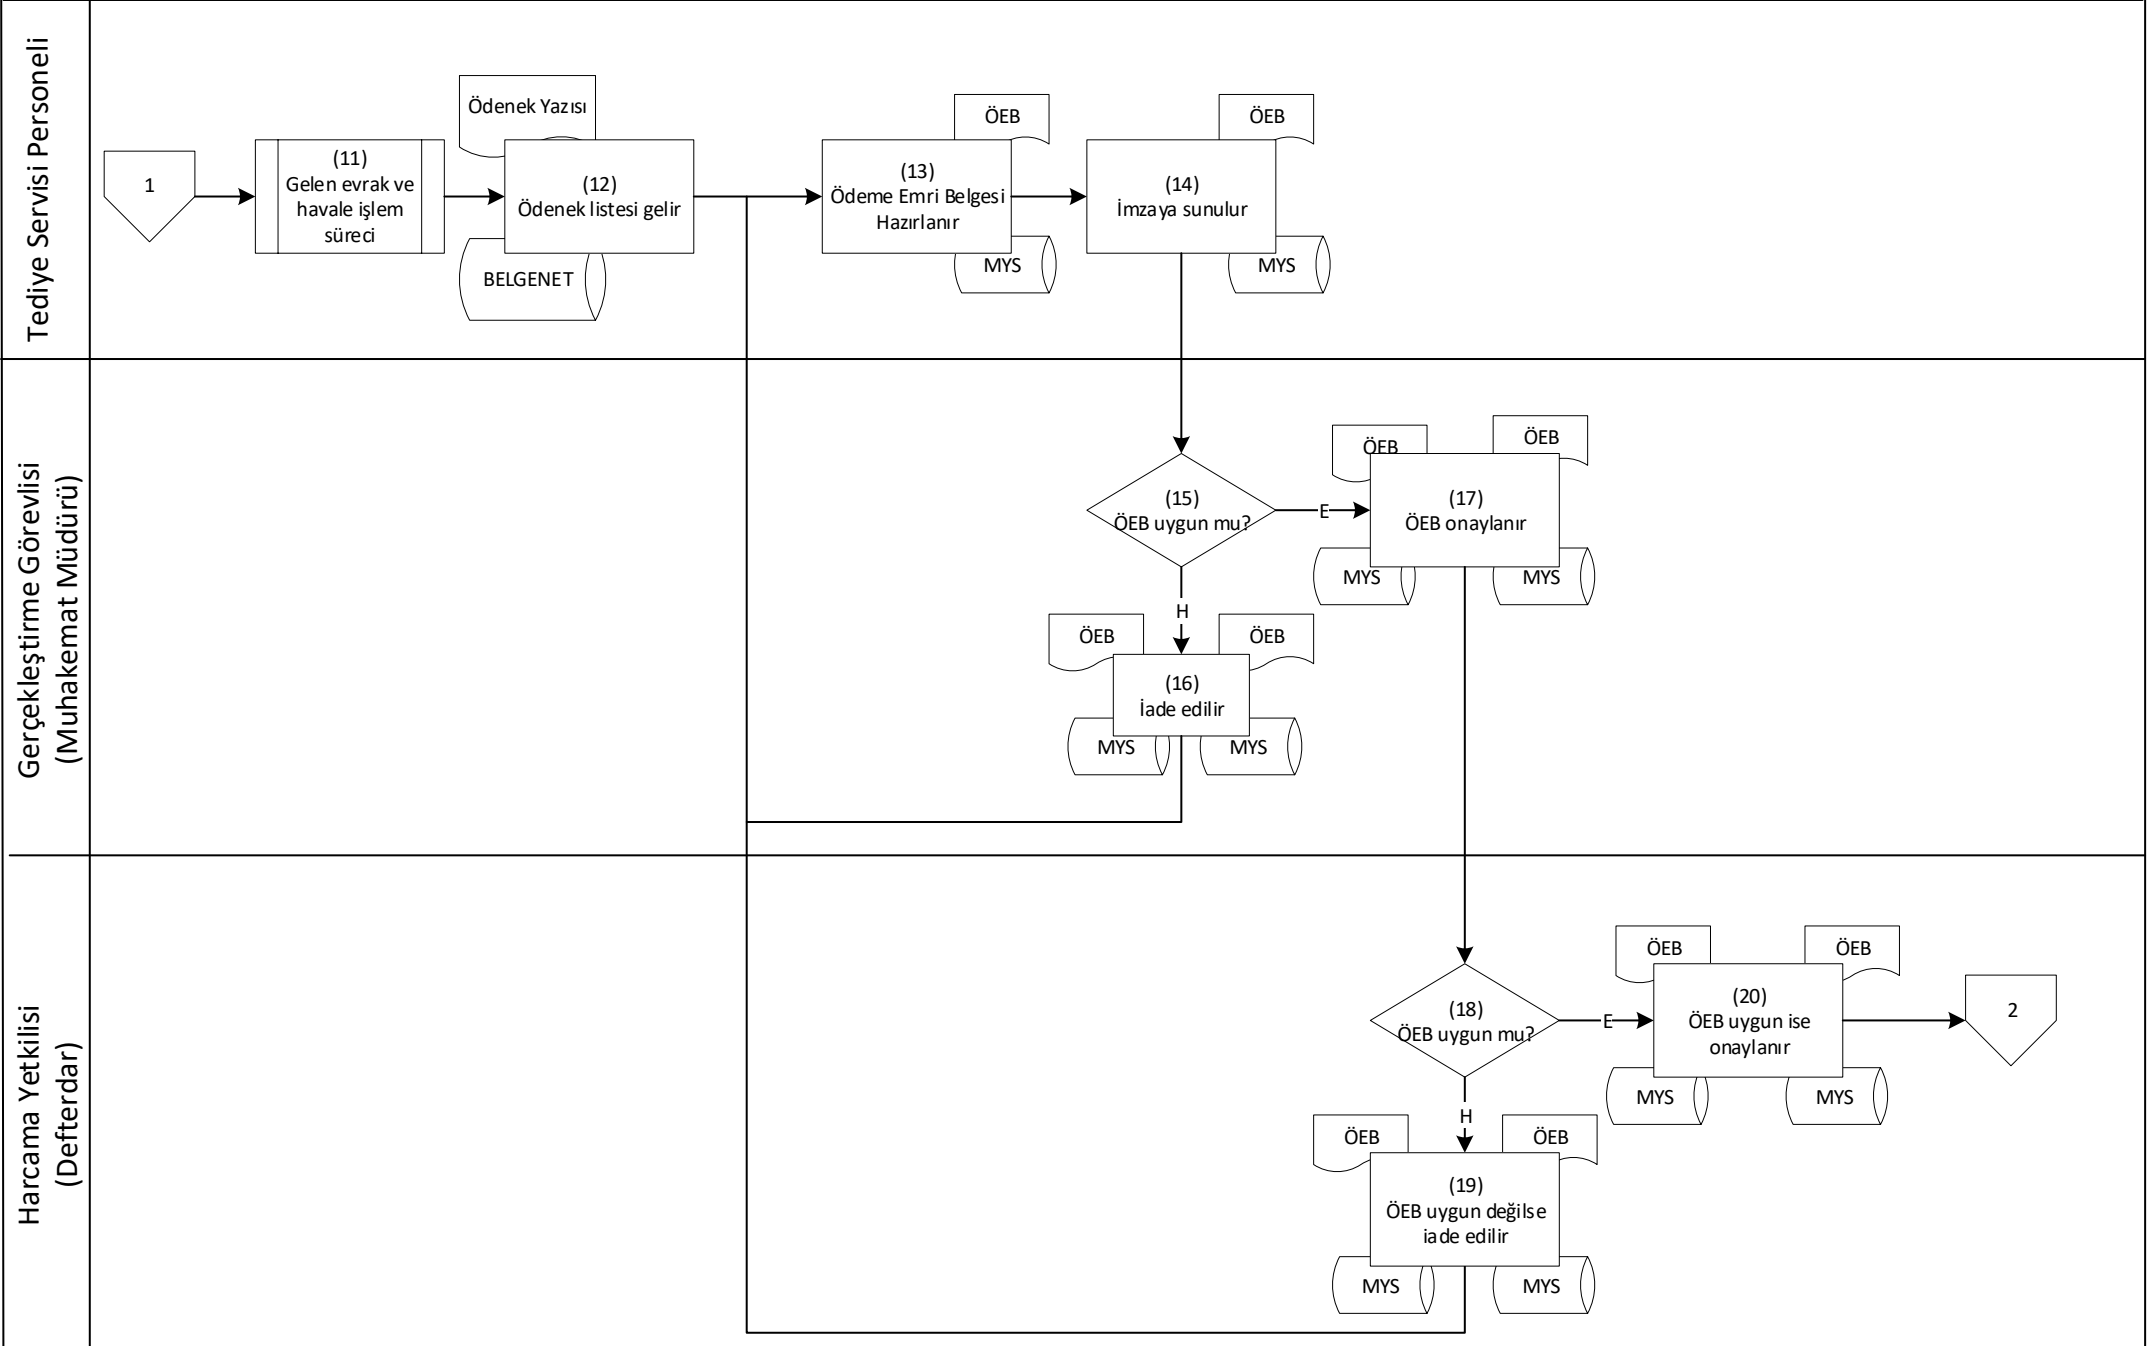 Tediye Servisi Personeli
1
(11)
Gelen evrak ve
havale işlem
süreci
Ödenek Yazısı
(12)
Ödenek listesi gelir
BELGENET
ÖEB
(13)
Ödeme Emri Belgesi
Hazırlanır
MYS
ÖEB
(14)
İmzaya sunulur
MYS
Gerçekleştirme Görevlisi
(Muhakemat Müdürü)
(15)
ÖEB uygun mu?
E
ÖEB
ÖEB
(17)
ÖEB onaylanır
MYS
MYS
H
ÖEB
ÖEB
(16)
İade edilir
MYS
MYS
Harcama Yetkilisi
(Defterdar)
(18)
ÖEB uygun mu?
E
ÖEB
ÖEB
(20)
ÖEB uygun ise
onaylanır
MYS
MYS
2
H
ÖEB
ÖEB
(19)
ÖEB uygun değilse
iade edilir
MYS
MYS